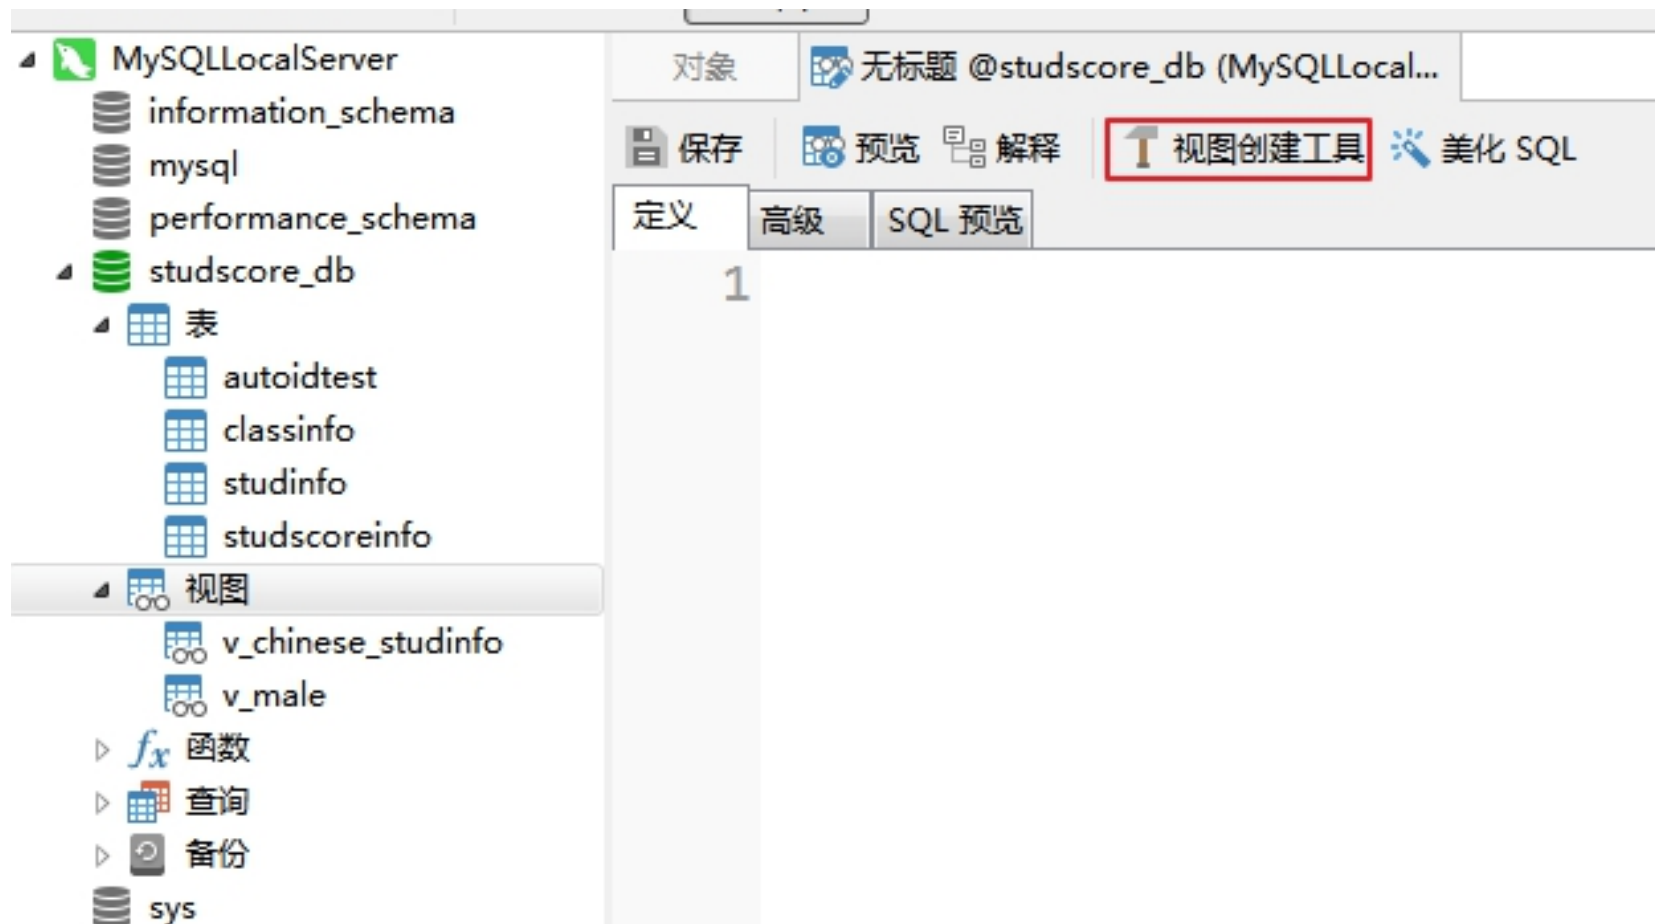 MySQLLocalServer
information_schema
mysql
performance_schema
studscore_db
表
autoidtest
classinfo
studinfo
studscoreinfo
视图
v_chinese_studinfo
v_male
函数
查询
备份
sys
对象 无标题 @studscore_db (MySQLLocal...
保存 预览 解释 视图创建工具 美化 SQL
定义 高级 SQL 预览
1